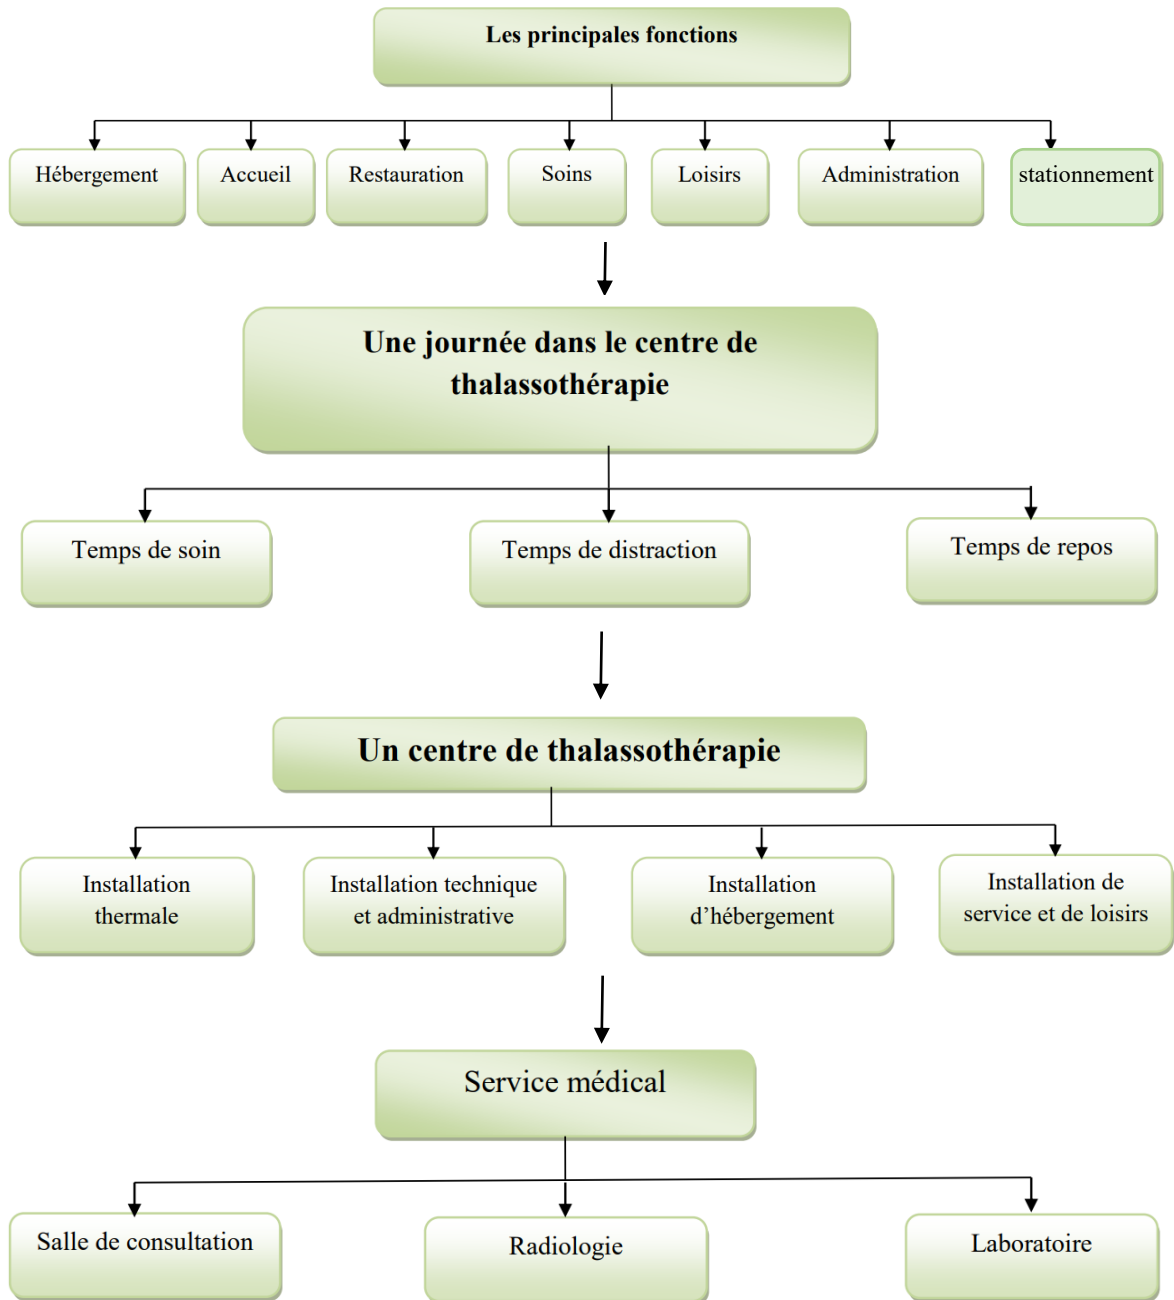 Les principales fonctions
Hébergement
Accueil
Restauration
Soins
Loisirs
Administration
stationnement
Une journée dans le centre de
thalassothérapie
Temps de soin
Temps de distraction
Temps de repos
Un centre de thalassothérapie
Installation
thermale
Installation technique
et administrative
Installation
d’hébergement
Installation de
service et de loisirs
Service médical
Salle de consultation
Radiologie
Laboratoire